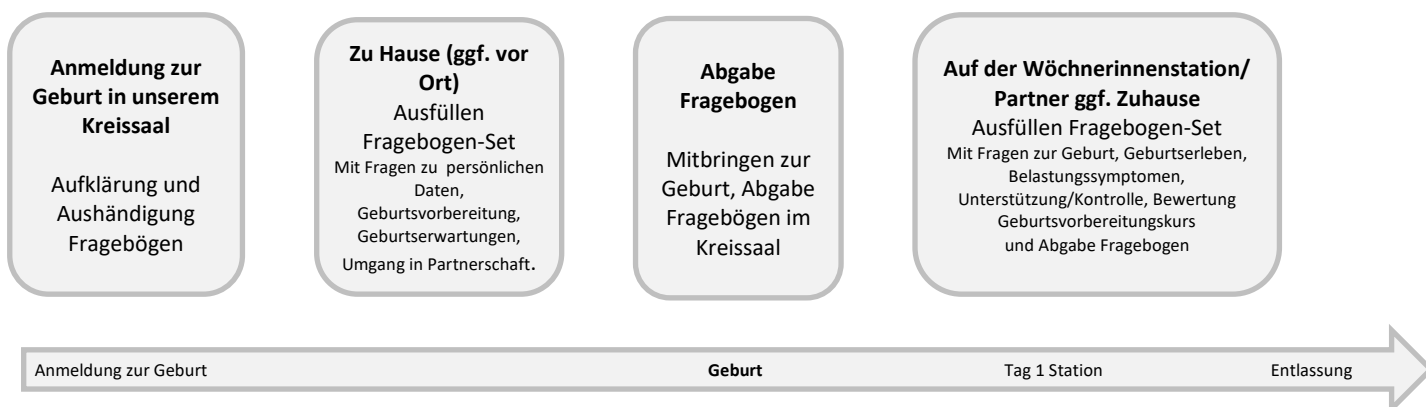 Anmeldung zur
Geburt in unserem
Kreissaal
Aufklärung und
Aushändigung
Fragebögen
Zu Hause (ggf. vor
Ort)
Ausfüllen
Fragebogen-Set
Mit Fragen zu persönlichen
Daten,
Geburtsvorbereitung,
Geburtserwartungen,
Umgang in Partnerschaft.
Abgabe
Fragebogen
Mitbringen zur
Geburt, Abgabe
Fragebögen im
Kreissaal
Auf der Wöchnerinnenstation/
Partner ggf. Zuhause
Ausfüllen Fragebogen-Set
Mit Fragen zur Geburt, Geburtserleben,
Belastungssymptomen,
Unterstützung/Kontrolle, Bewertung
Geburtsvorbereitungskurs
und Abgabe Fragebogen
Anmeldung zur Geburt
Geburt
Tag 1 Station
Entlassung